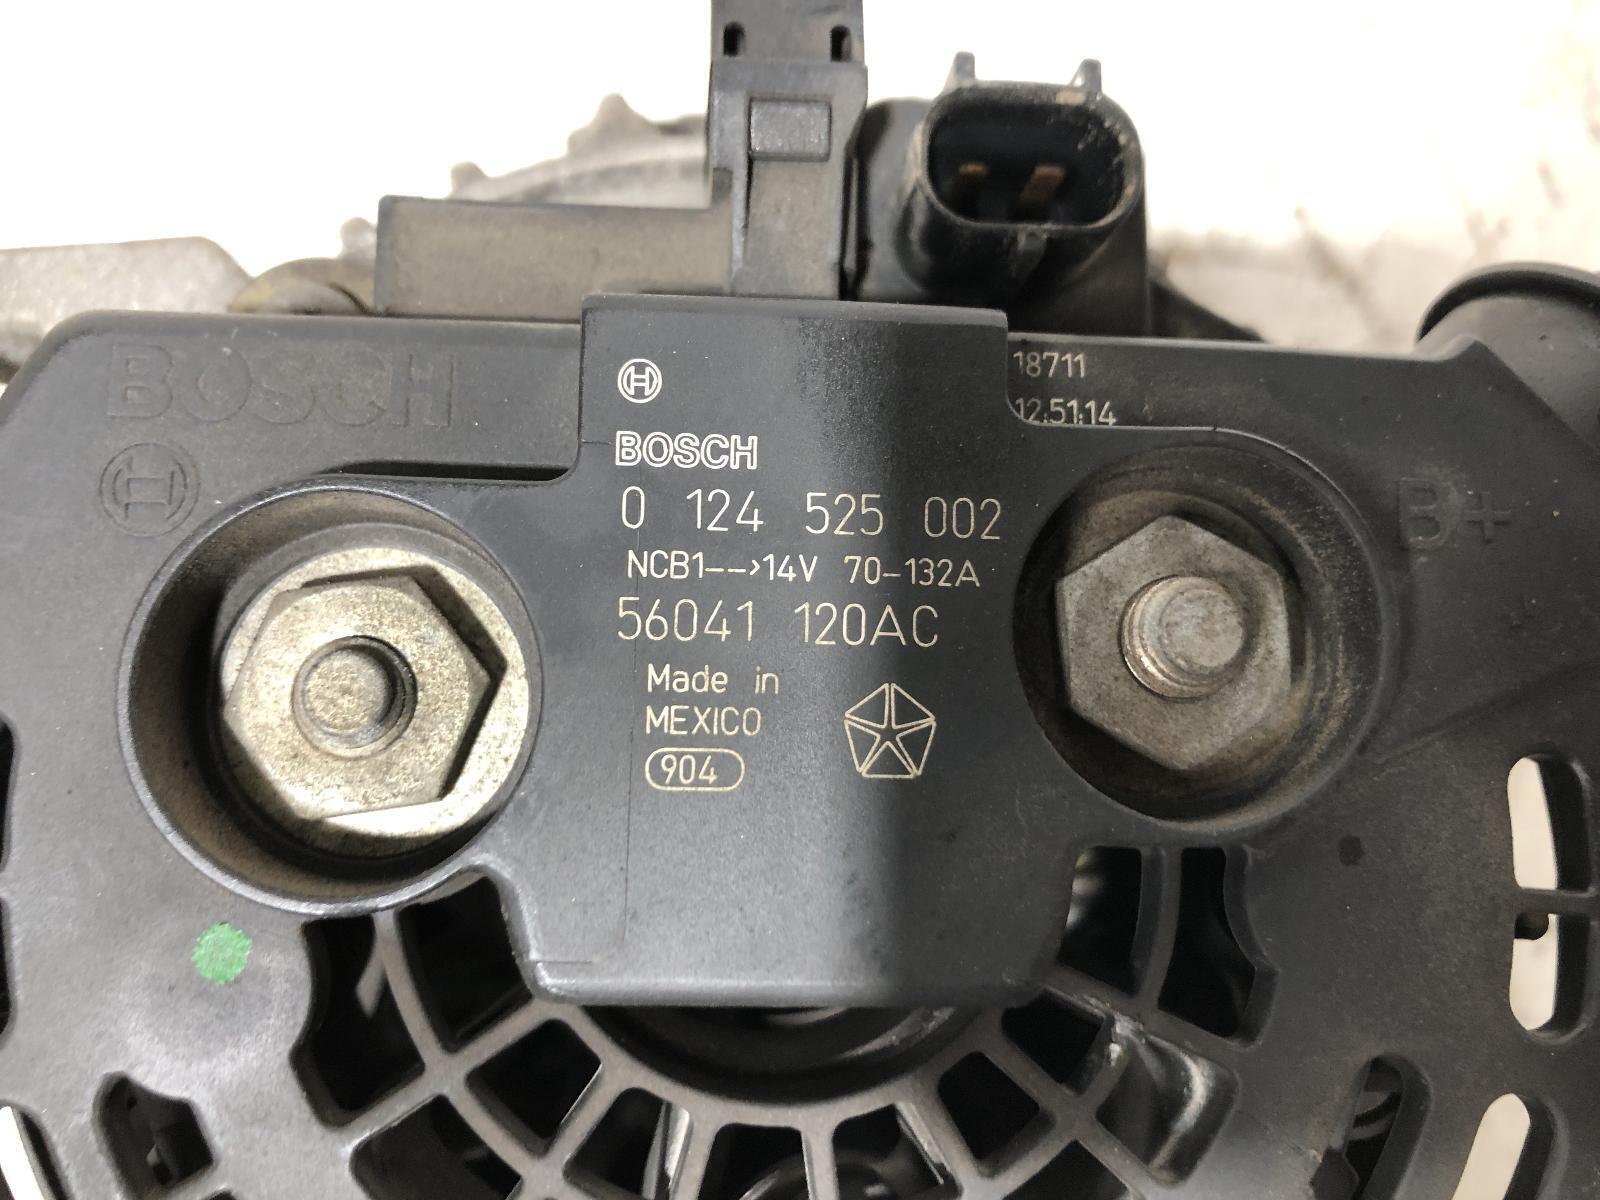 BOSCH
BOSCH
0 124 525 002
NCB1-->14V 70-132A
56041 120AC
Made in
MEXICO
904
18711
12:51:14
B+